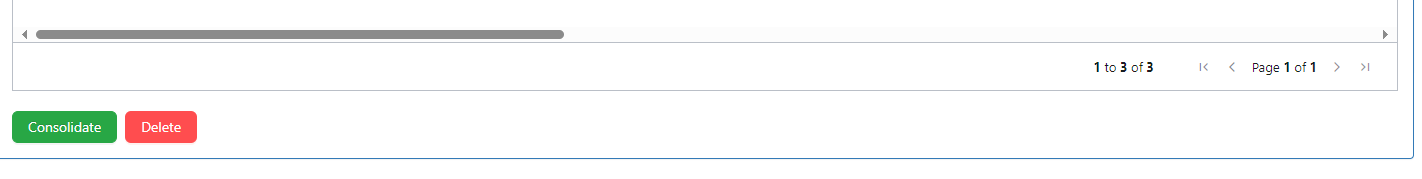 1 to 3 of 3 Page 1 of 1
Consolidate Delete